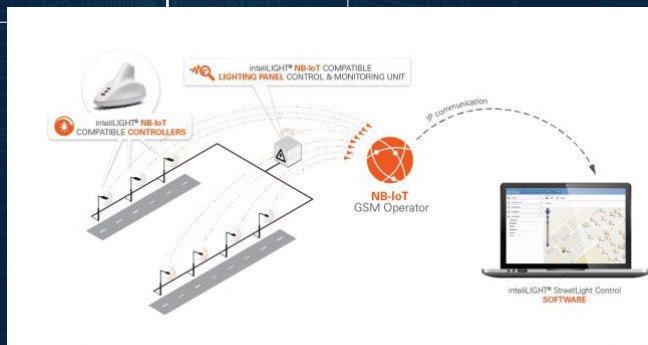 inteliLIGHT® NB-IoT COMPATIBLE
LIGHTING PANEL CONTROL & MONITORING UNIT
inteliLIGHT® NB-IoT
COMPATIBLE CONTROLLERS
IP communication
NB-IoT
GSM Operator
inteliLIGHT® StreetLight Control
SOFTWARE